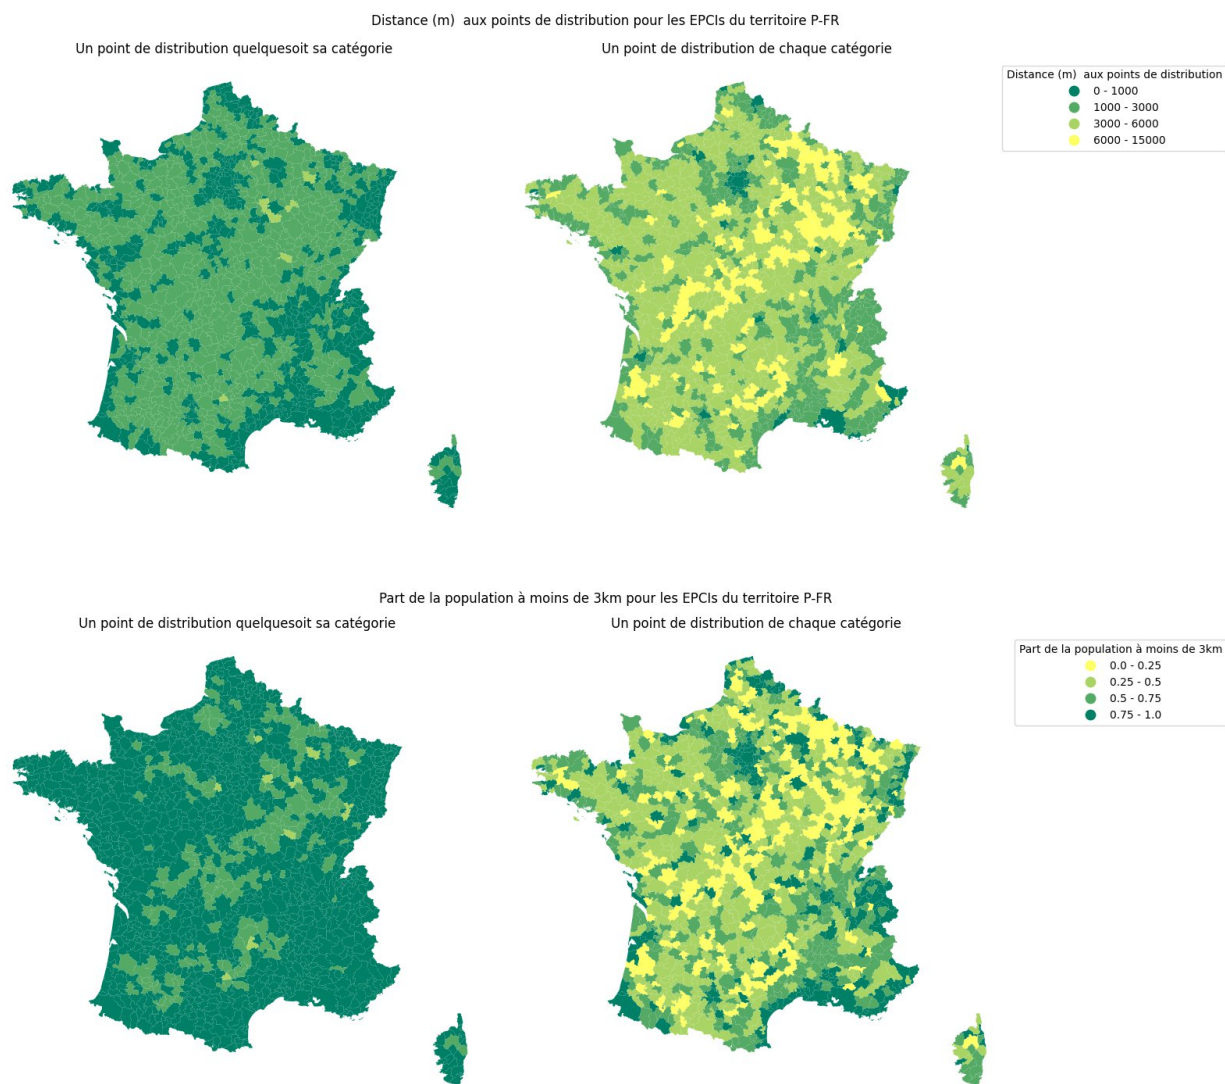 Distance (m)  aux points de distribution pour les EPCIs du territoire P-FR
Un point de distribution quelquesoit sa catégorie
Un point de distribution de chaque catégorie
Distance (m)  aux points de distribution
0 - 1000
1000 - 3000
3000 - 6000
6000 - 15000
Part de la population à moins de 3km pour les EPCIs du territoire P-FR
Un point de distribution quelquesoit sa catégorie
Un point de distribution de chaque catégorie
Part de la population à moins de 3km
0.0 - 0.25
0.25 - 0.5
0.5 - 0.75
0.75 - 1.0